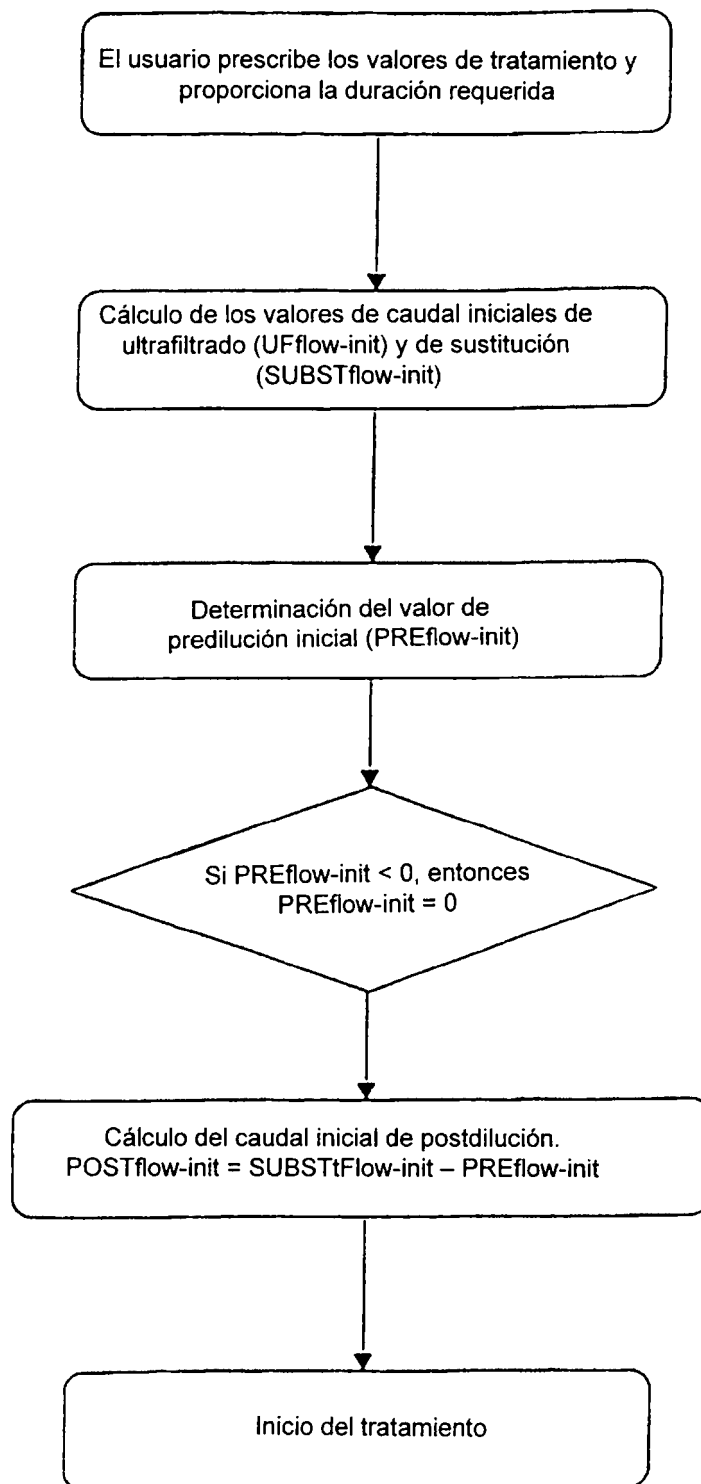 El usuario prescribe los valores de tratamiento y
proporciona la duración requerida
Cálculo de los valores de caudal iniciales de
ultrafiltrado (UFflow-init) y de sustitución
(SUBSTflow-init)
Determinación del valor de
predilución inicial (PREflow-init)
Si PREflow-init < 0, entonces
PREflow-init = 0
Cálculo del caudal inicial de postdilución.
POSTflow-init = SUBSTtFlow-init – PREflow-init
Inicio del tratamiento